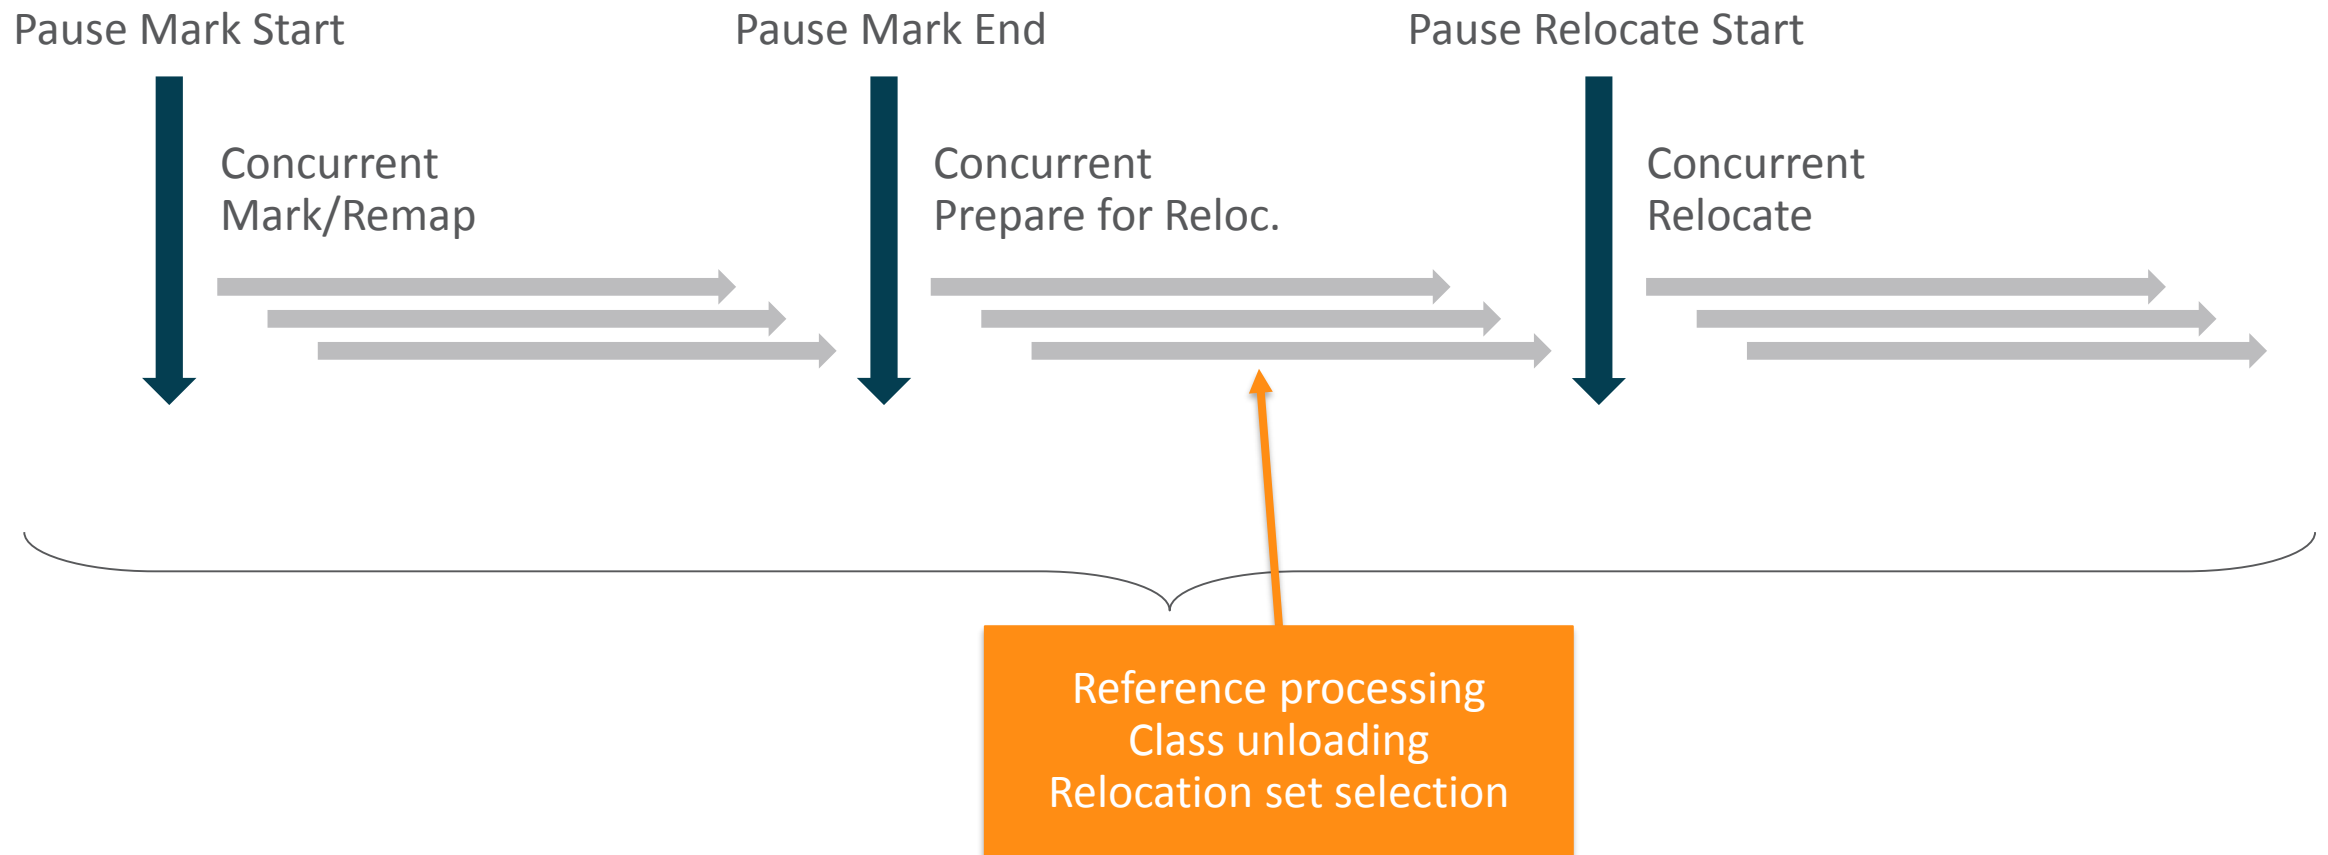 Pause Mark Start
Pause Mark End
Pause Relocate Start
Concurrent
Mark/Remap
Concurrent
Prepare for Reloc.
Concurrent
Relocate
Reference processing
Class unloading
Relocation set selection